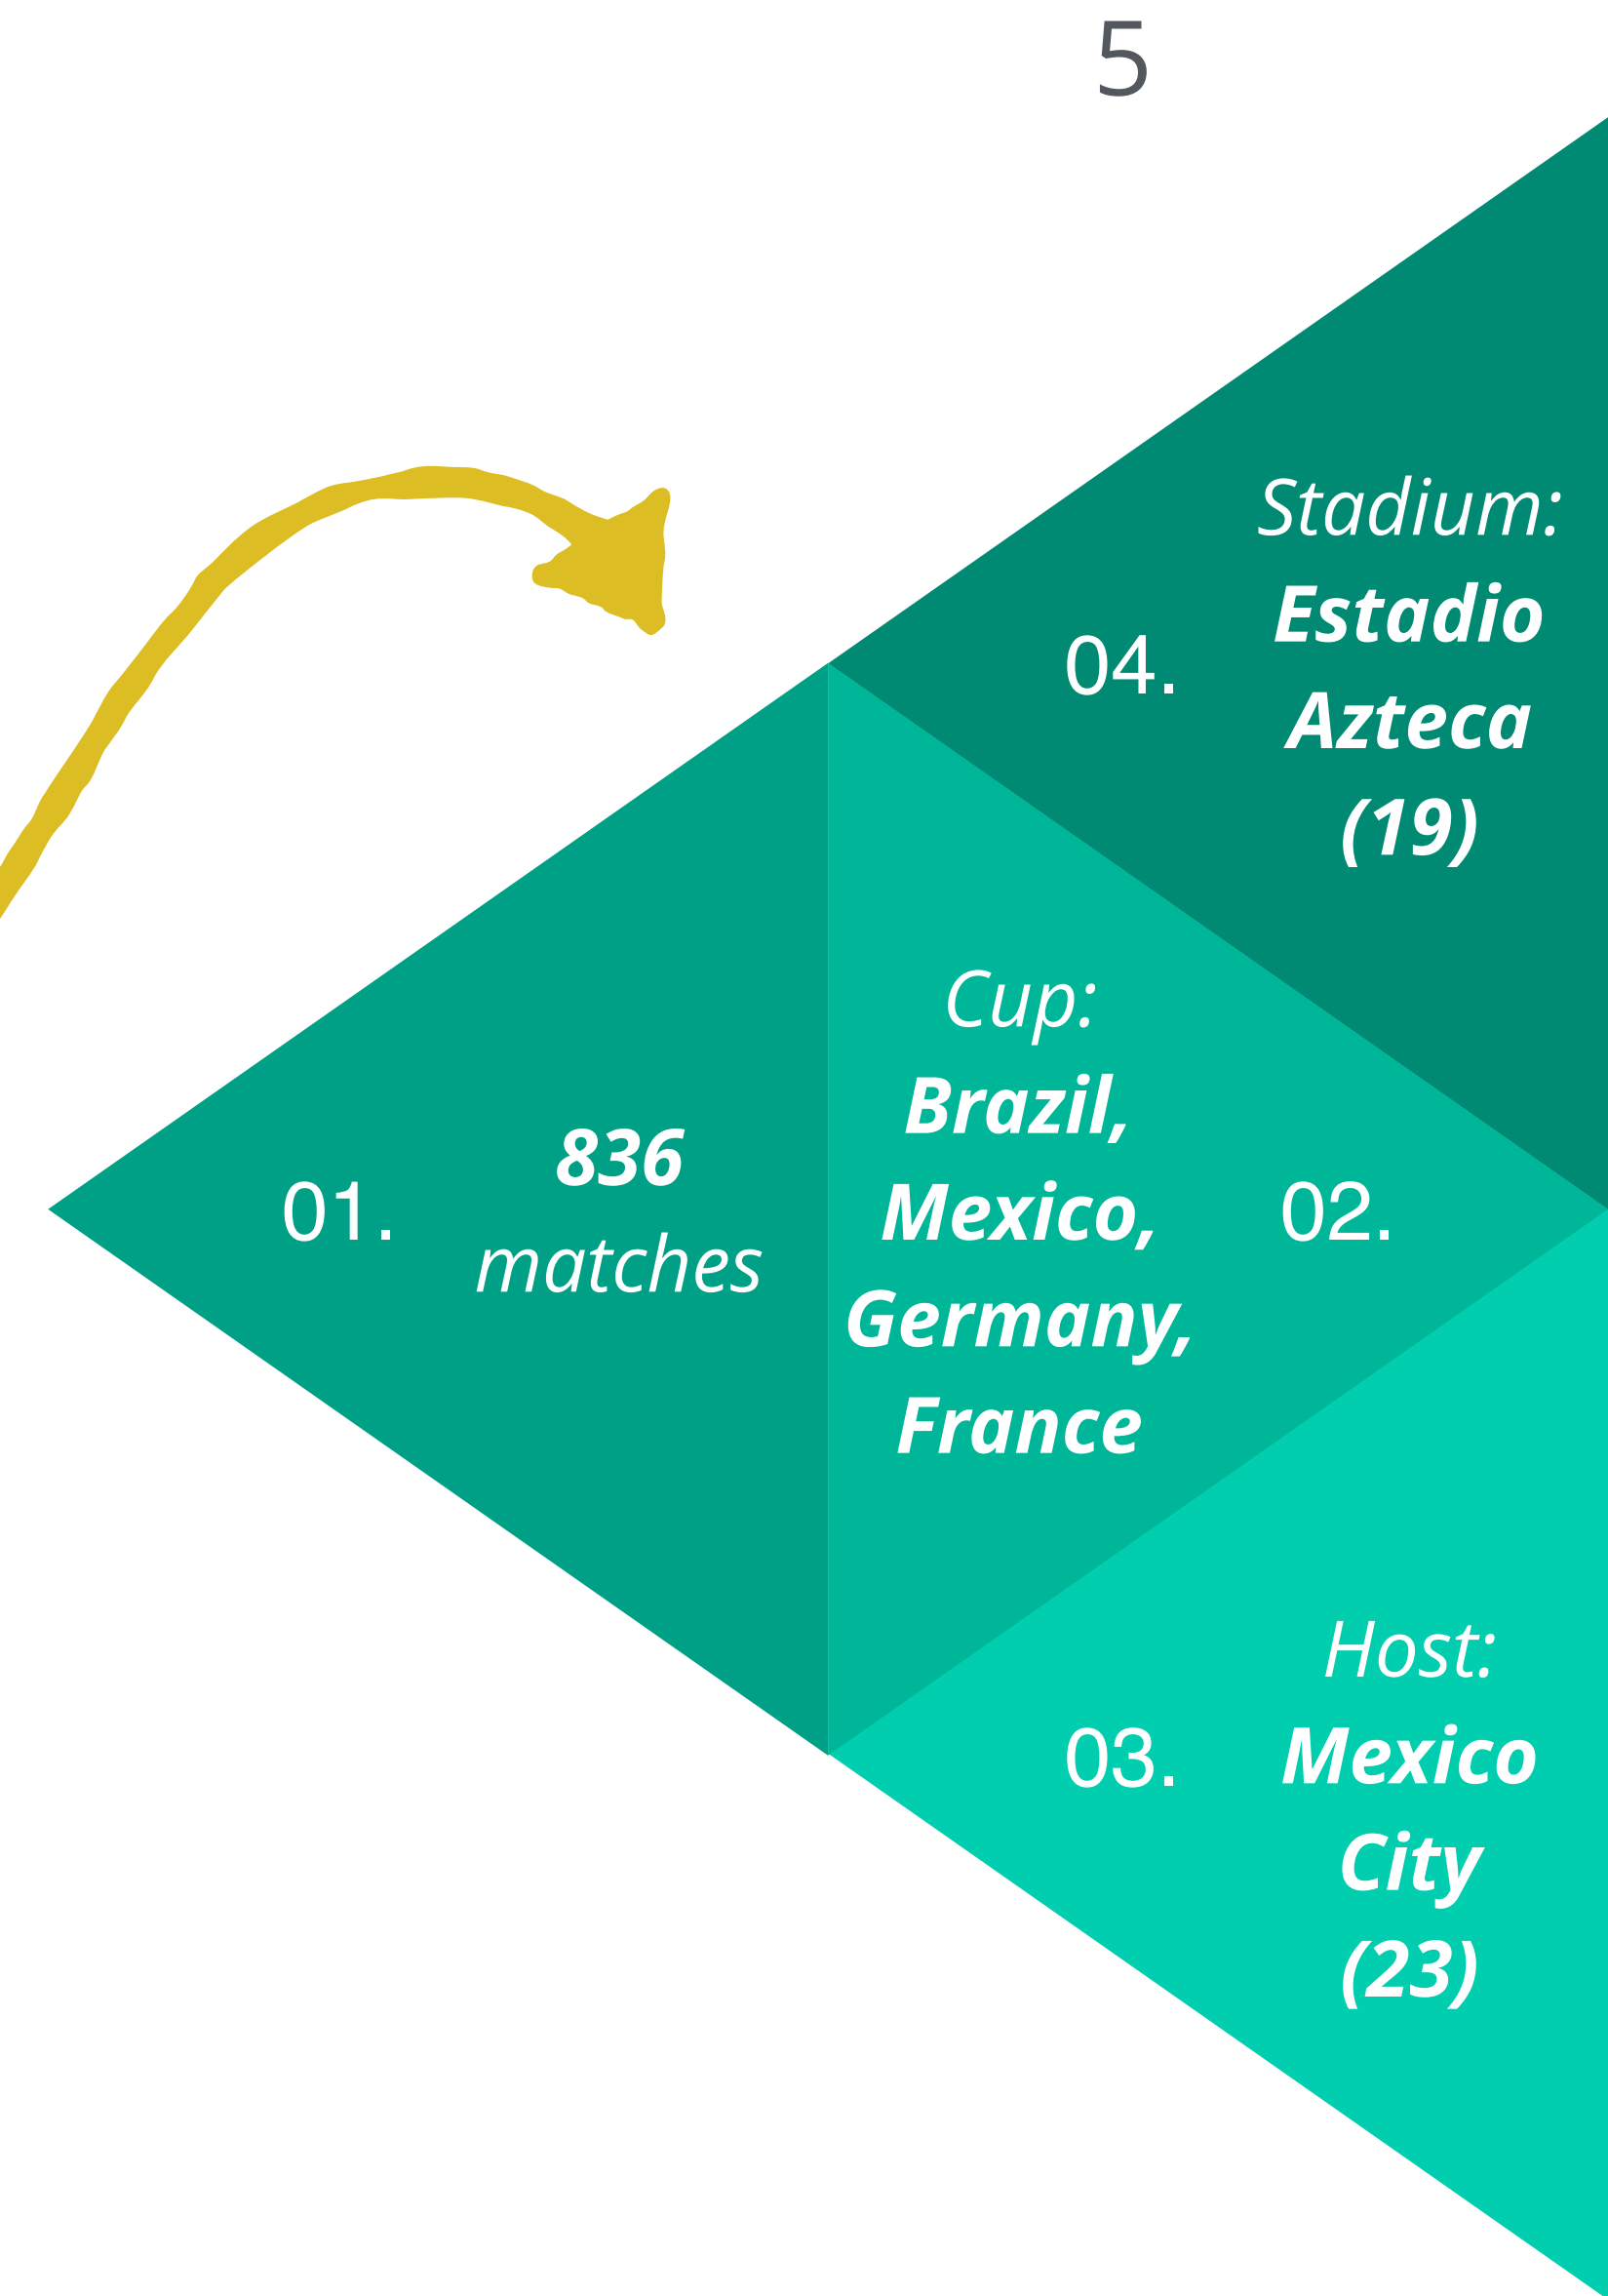 5
01.
836
matches
Cup:
Brazil,
Mexico,
Germany,
France
02.
03.
Host:
Mexico
City
(23)
04.
Stadium:
Estadio
Azteca
(19)